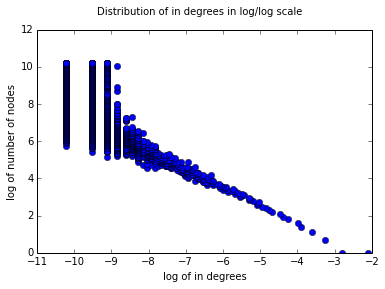 Distribution of in degrees in log/log scale
12
10
8
6
4
2
0
log of number of nodes
−11 −10 −9 −8 −7 −6 −5 −4 −3 −2
log of in degrees